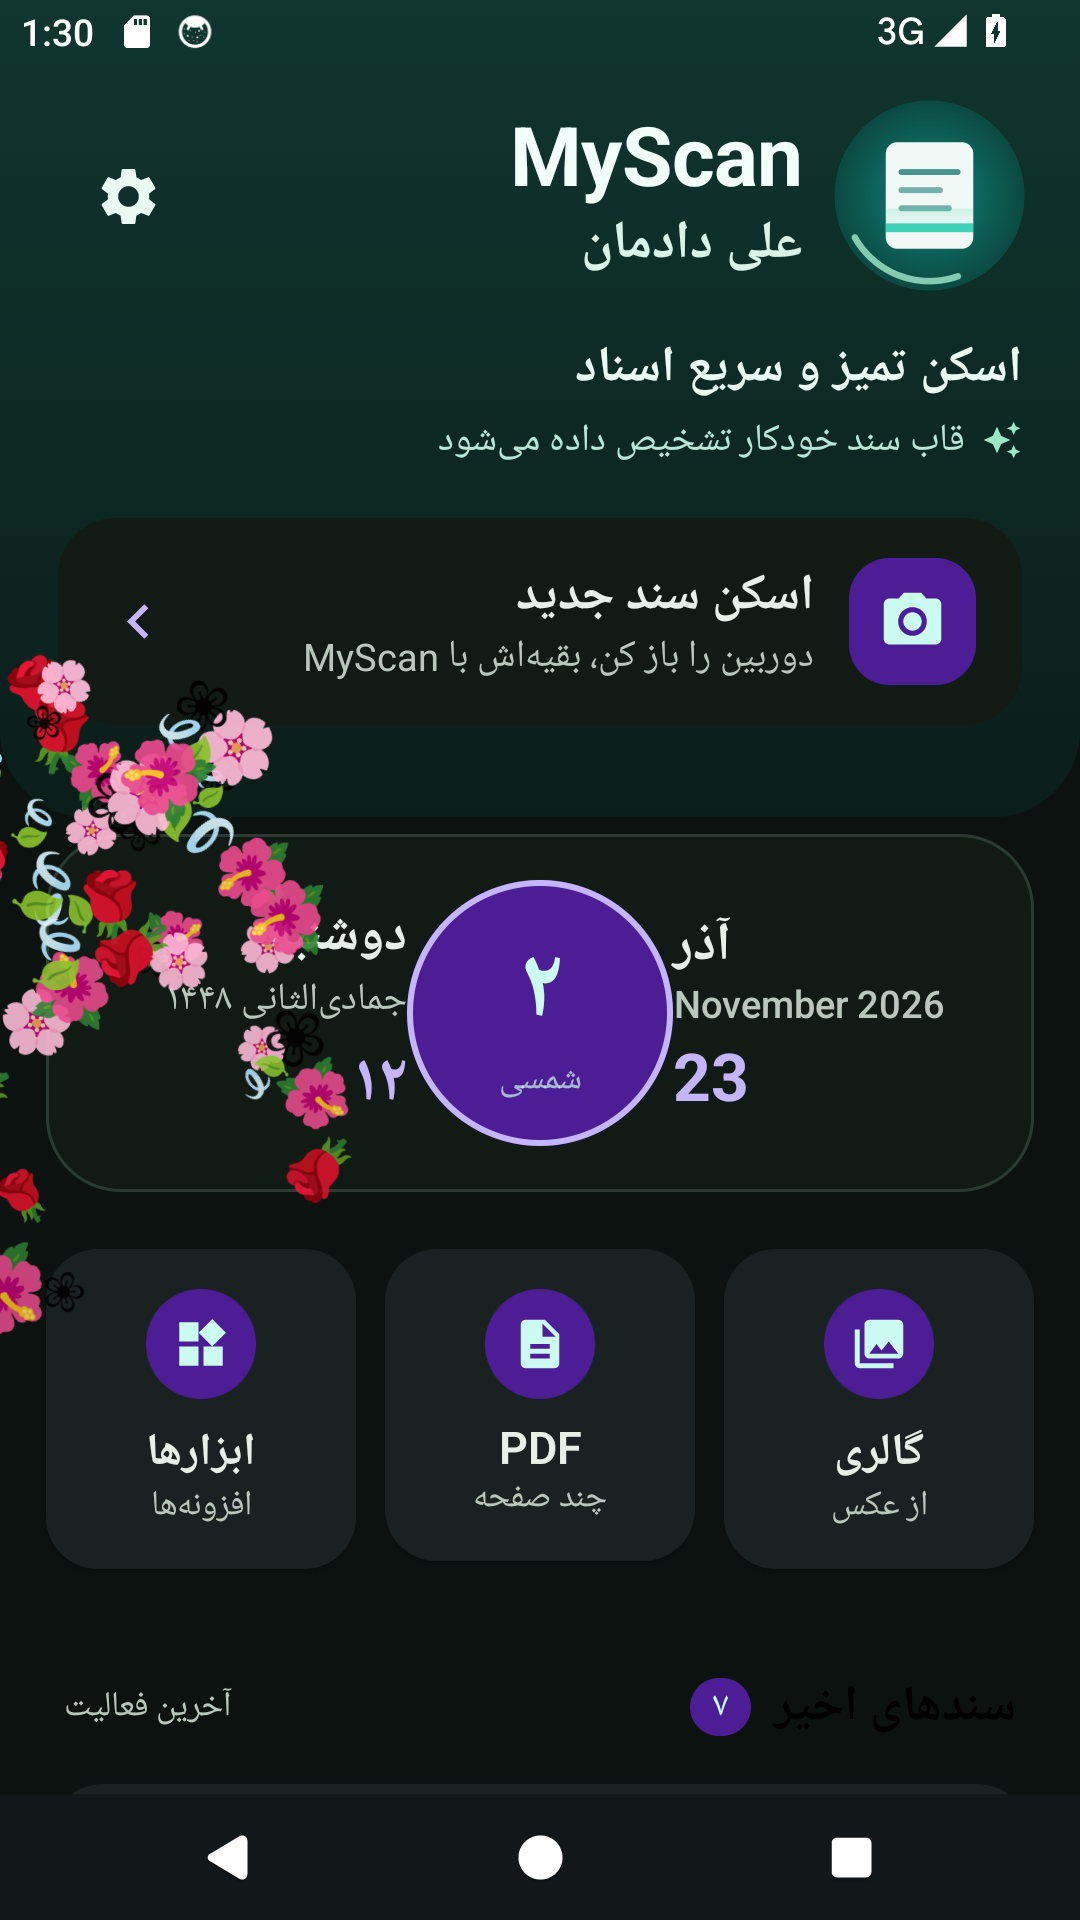 1:30
3G
MyScan
علی دادمان
اسکن تمیز و سریع اسناد
قاب سند خودکار تشخیص داده می‌شود
اسکن سند جدید
دوربین را باز کن، بقیه‌اش با MyScan
آذر
November 2026
23
۲
شمسی
جمادی‌الثانی ۱۴۴۸
۱۲
گالری
از عکس
PDF
چند صفحه
ابزارها
افزونه‌ها
سندهای اخیر
۷
آخرین فعالیت